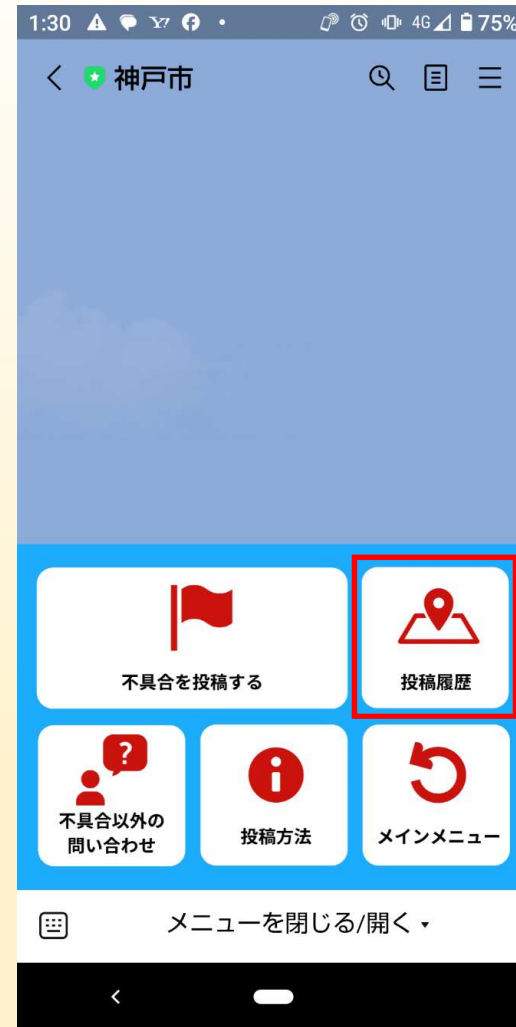 1:30 4G 75%
神戸市
不具合を投稿する
投稿履歴
?
不具合以外の
問い合わせ
投稿方法
メインメニュー
メニューを閉じる/開く